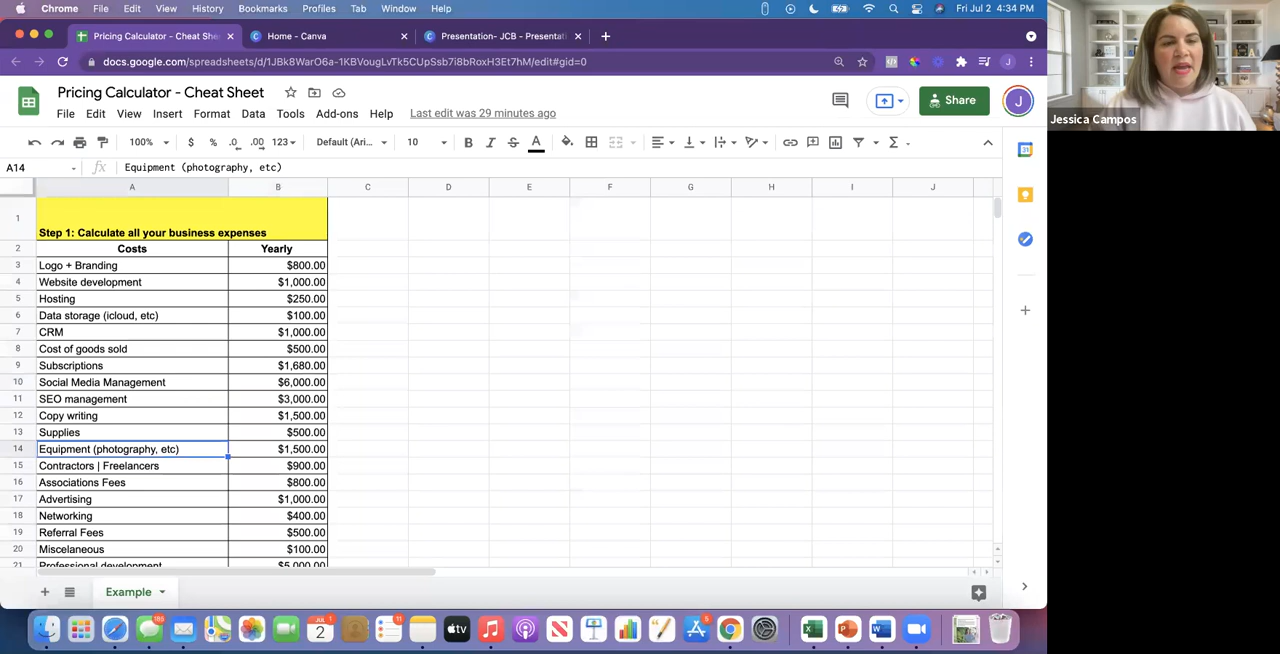 Chrome File Edit View History Bookmarks Profiles Tab Window Help Fri Jul 2 4:34 PM
Pricing Calculator - Cheat She Home - Canva Presentation- JCB - Presentati
docs.google.com/spreadsheets/d/1JBk8WarO6a-1KBVougLvTk5CUpSsb7i8bRoxH3Et7hM/edit#gid=0
Pricing Calculator - Cheat Sheet
Share
J
File Edit View Insert Format Data Tools Add-ons Help Last edit was 29 minutes ago
100% $ % .0 .00 123 Default (Ari... 10 B I S A
A14 fx Equipment (photography, etc)
A B C D E F G H I J
1 Step 1: Calculate all your business expenses
2 Costs Yearly
3 Logo + Branding $800.00
4 Website development $1,000.00
5 Hosting $250.00
6 Data storage (icloud, etc) $100.00
7 CRM $1,000.00
8 Cost of goods sold $500.00
9 Subscriptions $1,680.00
10 Social Media Management $6,000.00
11 SEO management $3,000.00
12 Copy writing $1,500.00
13 Supplies $500.00
14 Equipment (photography, etc) $1,500.00
15 Contractors | Freelancers $900.00
16 Associations Fees $800.00
17 Advertising $1,000.00
18 Networking $400.00
19 Referral Fees $500.00
20 Miscelaneous $100.00
21 Professional development $5,000.00
Example
Jessica Campos